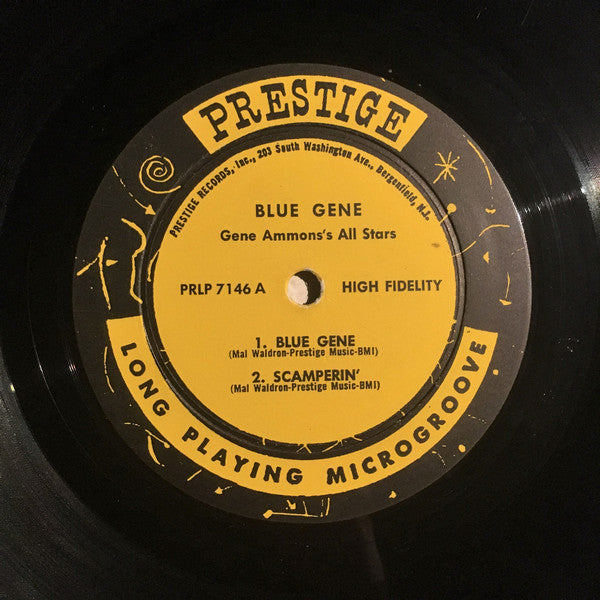 PRESTIGE
PRESTIGE RECORDS, Inc., 203 South Washington Ave., Bergenfield, N.J.
BLUE GENE
Gene Ammons's All Stars
PRLP 7146 A
HIGH FIDELITY
1. BLUE GENE
(Mal Waldron-Prestige Music-BMI)
2. SCAMPERIN'
(Mal Waldron-Prestige Music-BMI)
LONG PLAYING MICROGROOVE